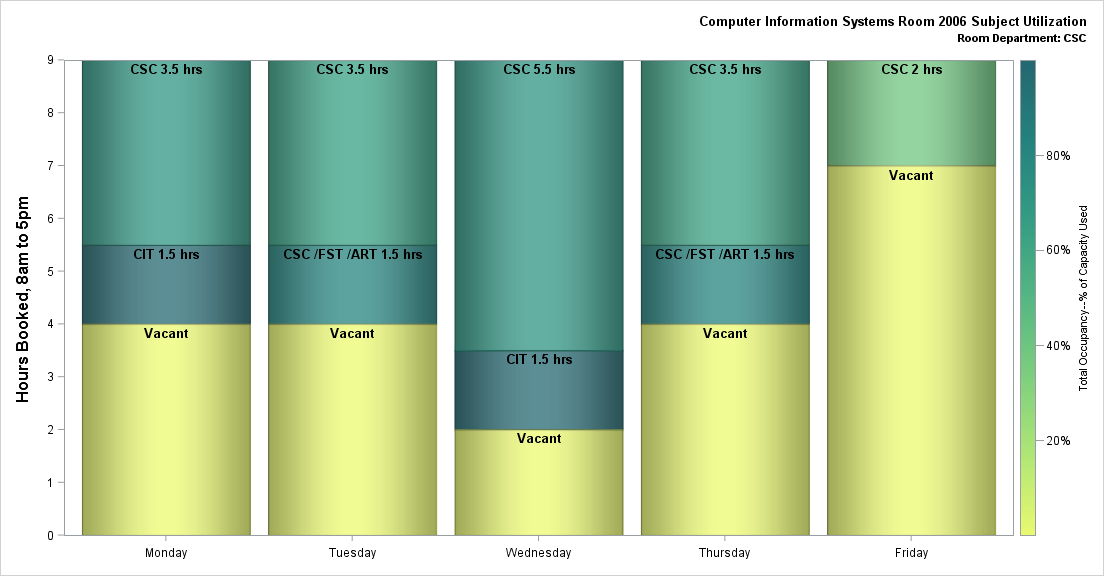 Computer Information Systems Room 2006 Subject Utilization
Room Department: CSC
Hours Booked, 8am to 5pm
9
8
7
6
5
4
3
2
1
0
CSC 3.5 hrs
CIT 1.5 hrs
Vacant
CSC 3.5 hrs
CSC /FST /ART 1.5 hrs
Vacant
CSC 5.5 hrs
CIT 1.5 hrs
Vacant
CSC 3.5 hrs
CSC /FST /ART 1.5 hrs
Vacant
CSC 2 hrs
Vacant
Monday
Tuesday
Wednesday
Thursday
Friday
80%
60%
40%
20%
Total Occupancy--% of Capacity Used